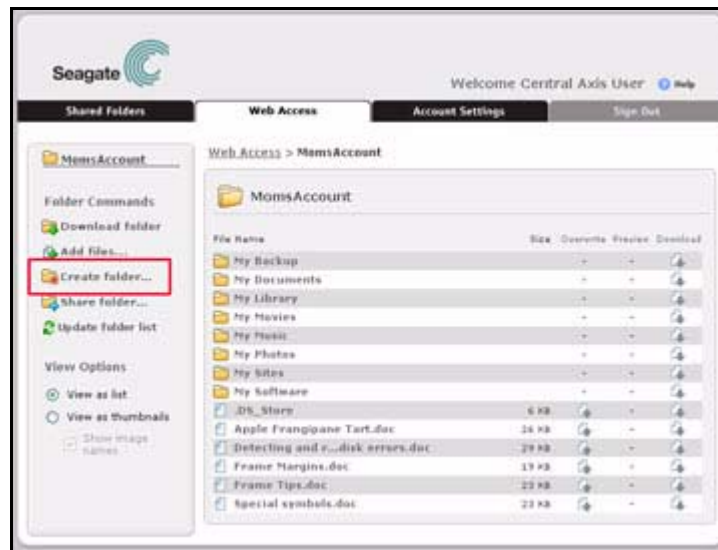 Seagate
Welcome Central Axis User Help
Shared Folders Web Access Account Settings Sign Out
MomsAccount
Folder Commands
Download folder
Add files...
Create folder...
Share folder...
Update folder list
View Options
View as list
View as thumbnails
Show image
names
Web Access > MomsAccount
MomsAccount
File Name Size Overwrite Preview Download
My Backup - -
My Documents - -
My Library - -
My Movies - -
My Music - -
My Photos - -
My Sites - -
My Software - -
.DS_Store 6 KB -
Apple Frangipane Tart.doc 26 KB -
Detecting and r...disk errors.doc 29 KB -
Frame Margins.doc 19 KB -
Frame Tips.doc 23 KB -
Special symbols.doc 23 KB -